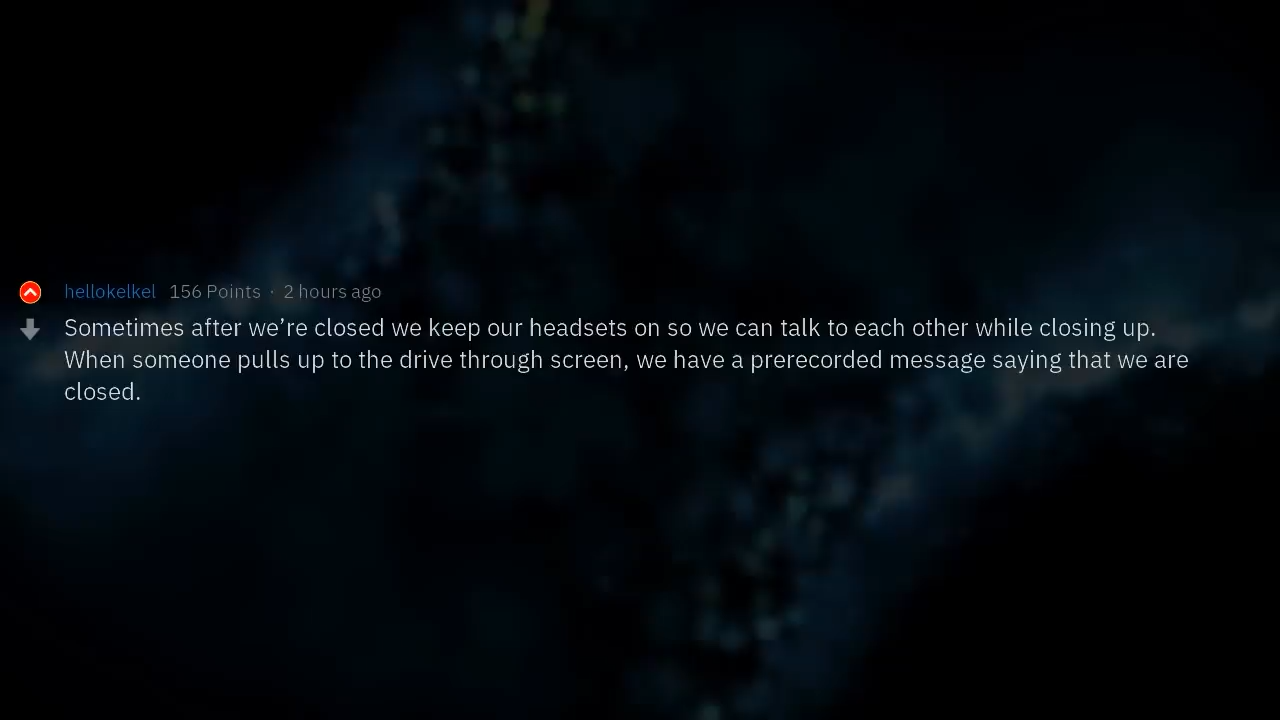 hellokelkel 156 Points · 2 hours ago
Sometimes after we’re closed we keep our headsets on so we can talk to each other while closing up.
When someone pulls up to the drive through screen, we have a prerecorded message saying that we are
closed.